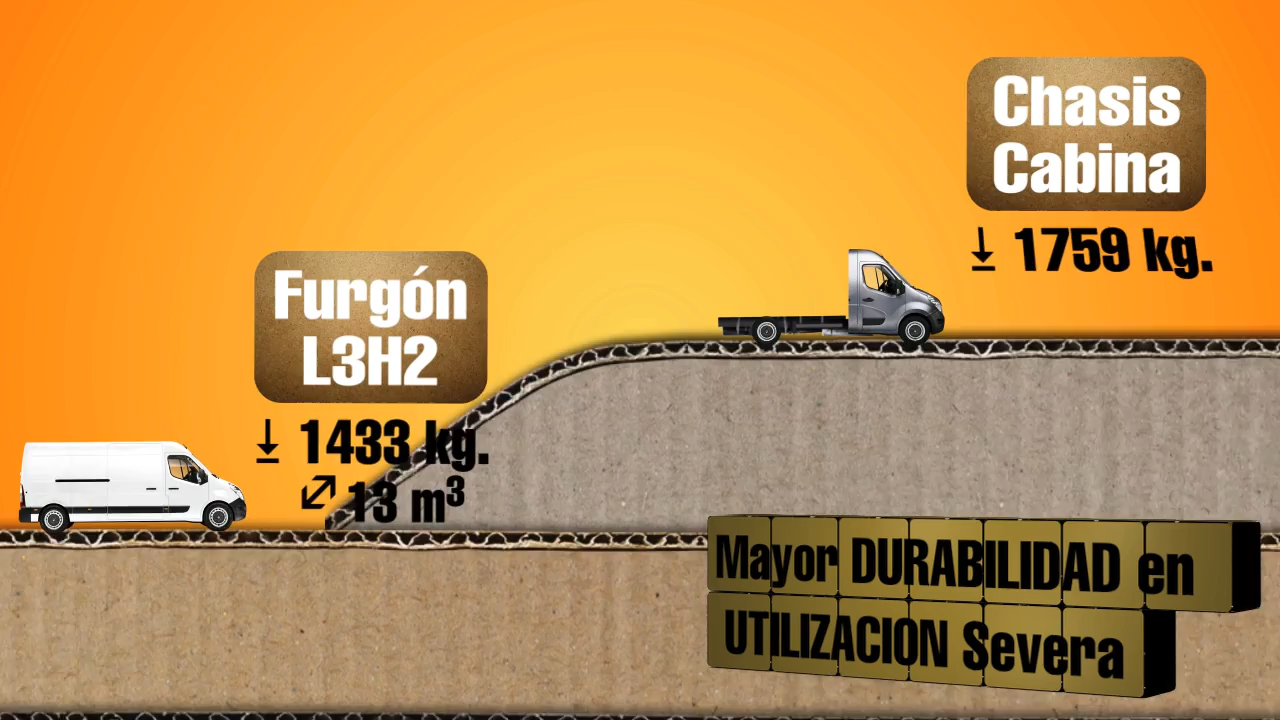 Chasis
Cabina
1759 kg.
Furgón
L3H2
1433 kg.
13 m³
Mayor DURABILIDAD en
UTILIZACION Severa